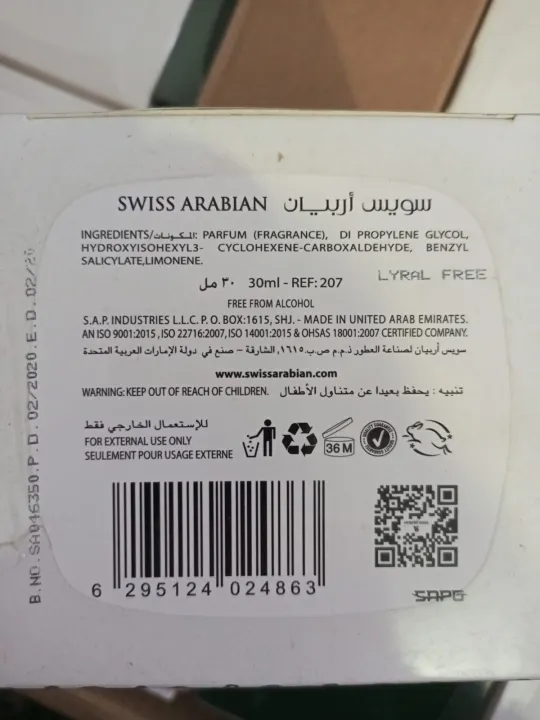 SWISS ARABIAN سويس أربيان
INGREDIENTS/المكونات: PARFUM (FRAGRANCE), DI PROPYLENE GLYCOL,
HYDROXYISOHEXYL3- CYCLOHEXENE-CARBOXALDEHYDE, BENZYL
SALICYLATE,LIMONENE.
LYRAL FREE
٣٠ مل 30ml - REF: 207
FREE FROM ALCOHOL
S.A.P. INDUSTRIES L.L.C. P. O. BOX:1615, SHJ. - MADE IN UNITED ARAB EMIRATES.
AN ISO 9001:2015 , ISO 22716:2007, ISO 14001:2015 & OHSAS 18001:2007 CERTIFIED COMPANY.
سويس أربيان لصناعة العطور ذ.م.م ص.ب. ١٦١٥، الشارقة - صنع في دولة الإمارات العربية المتحدة
www.swissarabian.com
WARNING: KEEP OUT OF REACH OF CHILDREN. تنبيه : يحفظ بعيدا عن متناول الأطفال
للإستعمال الخارجي فقط
FOR EXTERNAL USE ONLY
SEULEMENT POUR USAGE EXTERNE
36 M
6 295124 024863
SAPG
B.NO.SA046350.P.D.02/2020.E.D.02/